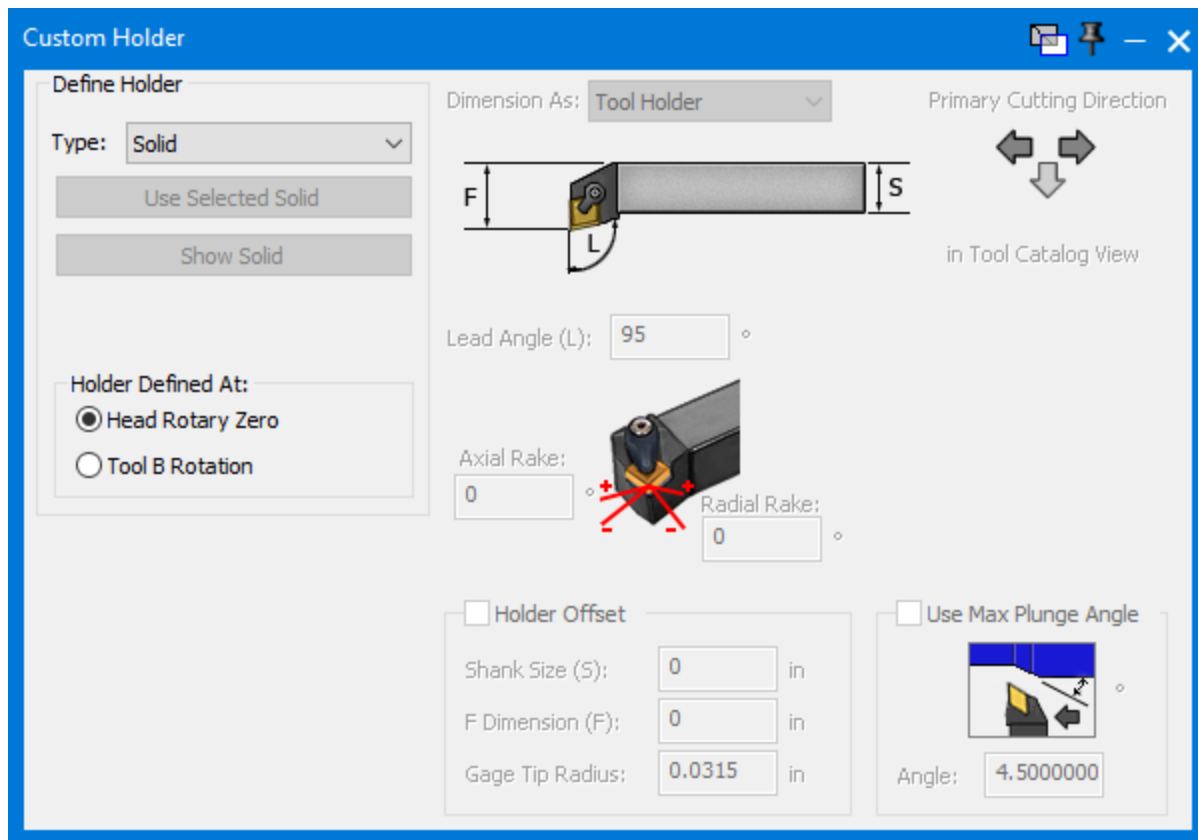 Custom Holder
Define Holder
Type: Solid
Use Selected Solid
Show Solid
Holder Defined At:
Head Rotary Zero
Tool B Rotation
Dimension As: Tool Holder
Primary Cutting Direction
F
S
L
in Tool Catalog View
Lead Angle (L): 95 °
Axial Rake:
0 °
+ +
- -
Radial Rake:
0 °
Holder Offset
Shank Size (S): 0 in
F Dimension (F): 0 in
Gage Tip Radius: 0.0315 in
Use Max Plunge Angle
°
Angle: 4.5000000